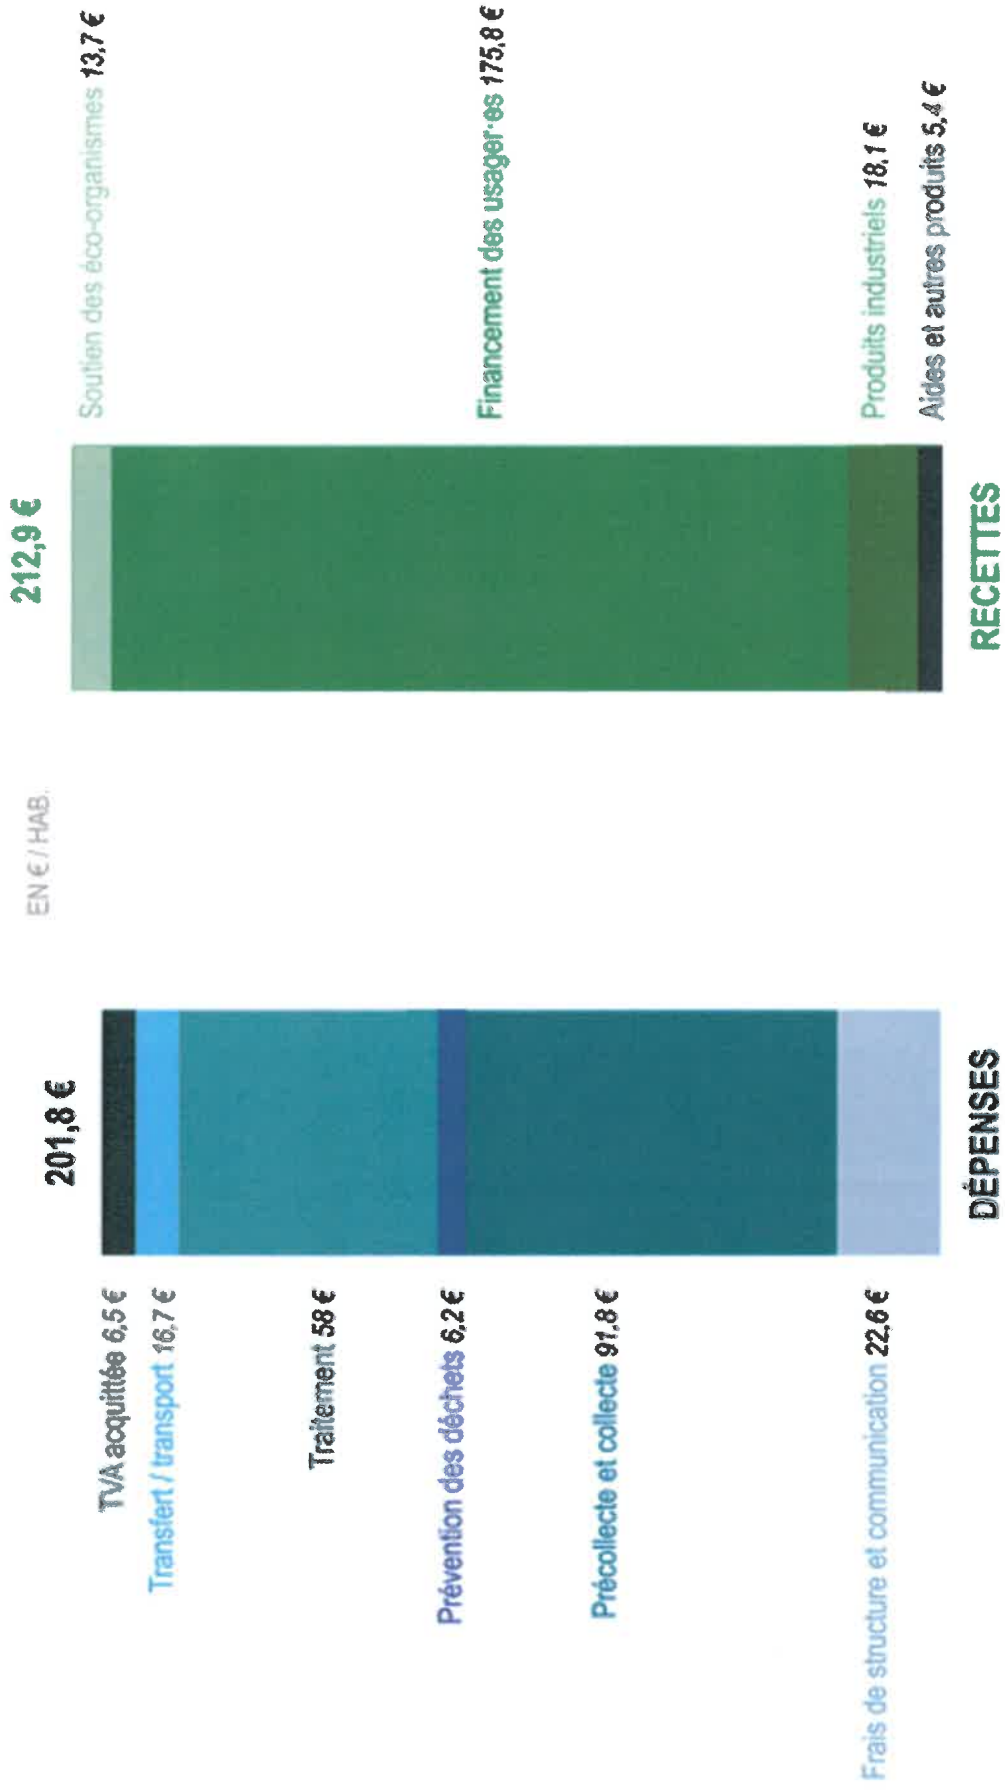 EN € / HAB.
201,8 €
TVA acquittée 6,5 €
Transfert / transport 16,7 €
Traitement 58 €
Prévention des déchets 6,2 €
Précollecte et collecte 91,8 €
Frais de structure et communication 22,6 €
DÉPENSES
212,9 €
Soutien des éco-organismes 13,7 €
Financement des usager·es 175,8 €
Produits industriels 18,1 €
Aides et autres produits 5,4 €
RECETTES